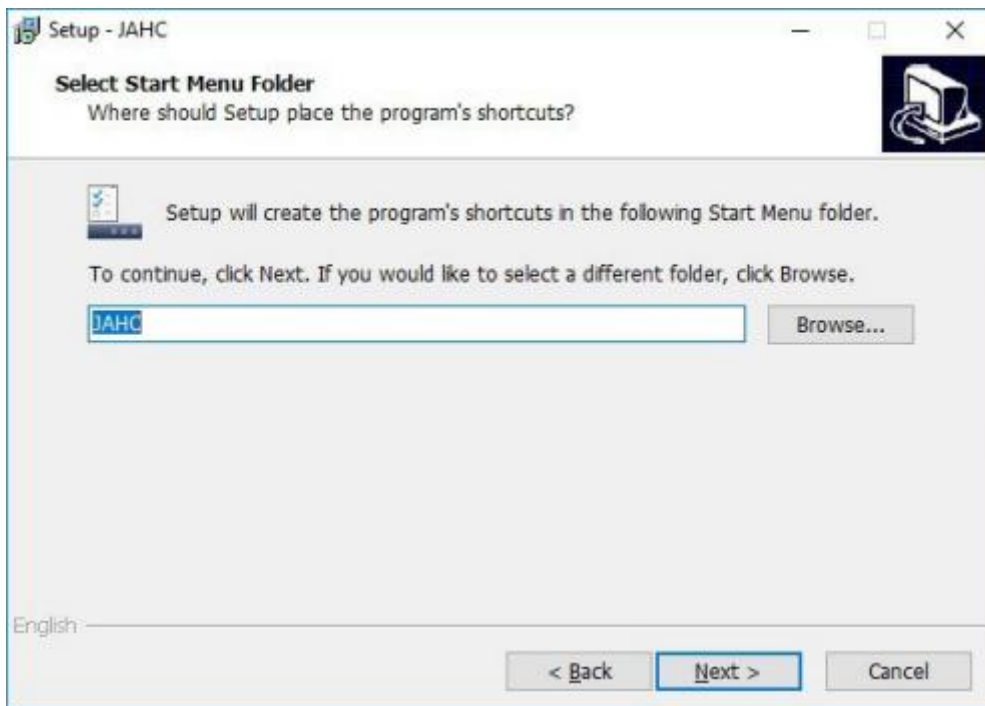 Setup - JAHC
Select Start Menu Folder
Where should Setup place the program's shortcuts?
Setup will create the program's shortcuts in the following Start Menu folder.
To continue, click Next. If you would like to select a different folder, click Browse.
JAHC
Browse...
English
< Back
Next >
Cancel